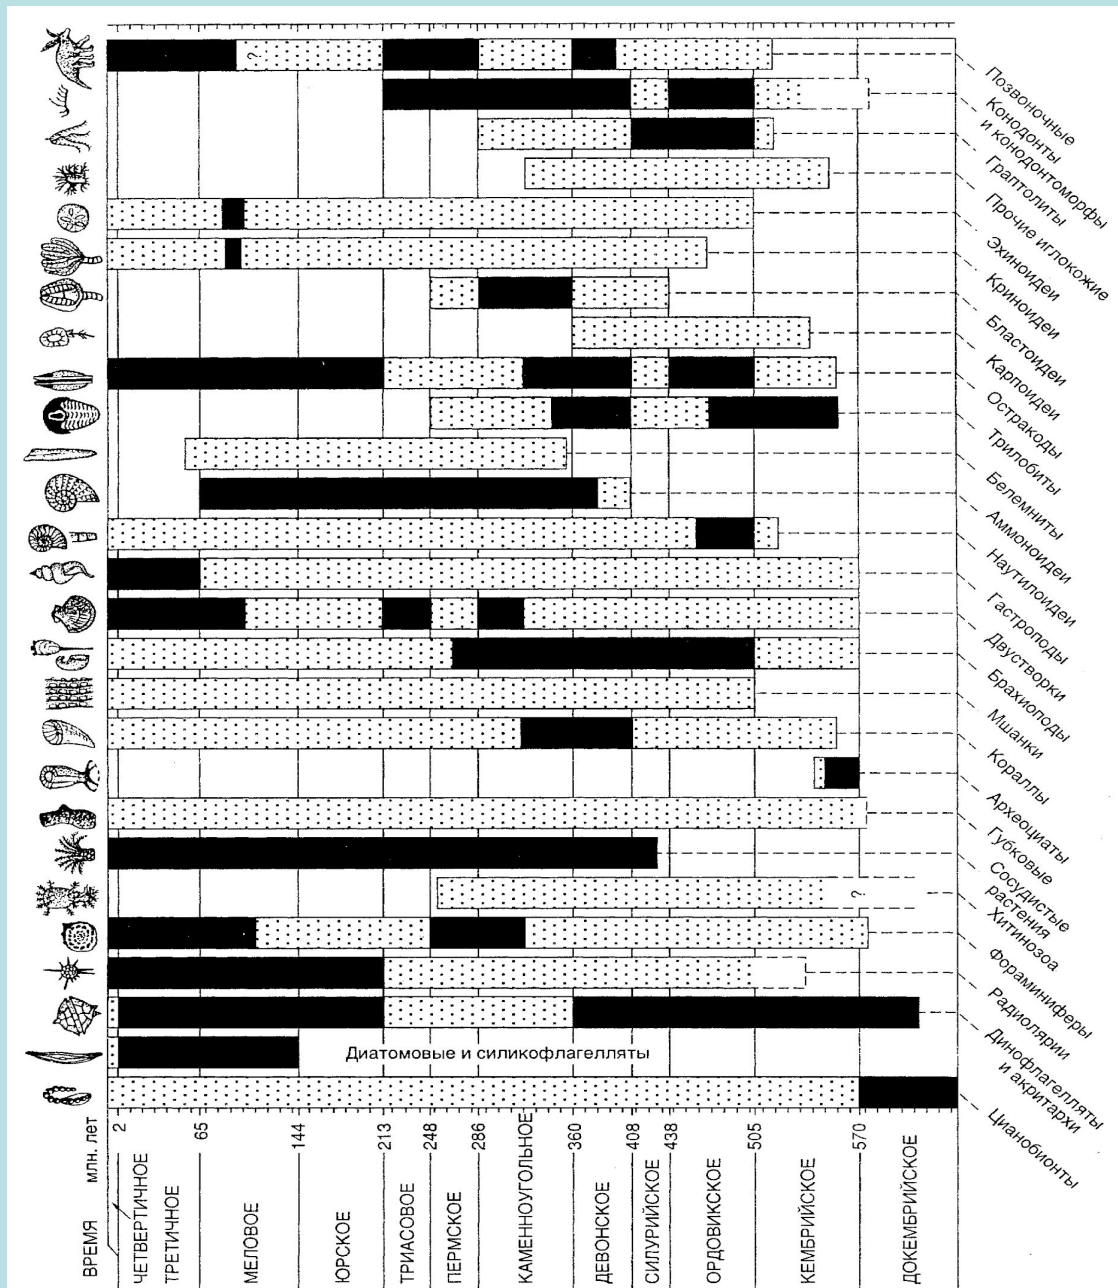 Позвоночные
Конодонты
и конодонтоморфы
Граптолиты
Прочие иглокожие
Эхиноидеи
Криноидеи
Бластоидеи
Карпоидеи
Остракоды
Трилобиты
Белемниты
Аммоноидеи
Наутилоидеи
Гастроподы
Двустворки
Брахиоподы
Мшанки
Кораллы
Археоциаты
Губковые
Сосудистые
растения
Хитинозоа
Фораминиферы
Радиолярии
Динофлагелляты
и акритархи
Цианобионты
?
?
Диатомовые и силикофлагелляты
млн. лет
2
65
144
213
248
286
360
408
438
505
570
ВРЕМЯ
ЧЕТВЕРТИЧНОЕ
ТРЕТИЧНОЕ
МЕЛОВОЕ
ЮРСКОЕ
ТРИАСОВОЕ
ПЕРМСКОЕ
КАМЕННОУГОЛЬНОЕ
ДЕВОНСКОЕ
СИЛУРИЙСКОЕ
ОРДОВИКСКОЕ
КЕМБРИЙСКОЕ
ДОКЕМБРИЙСКОЕ